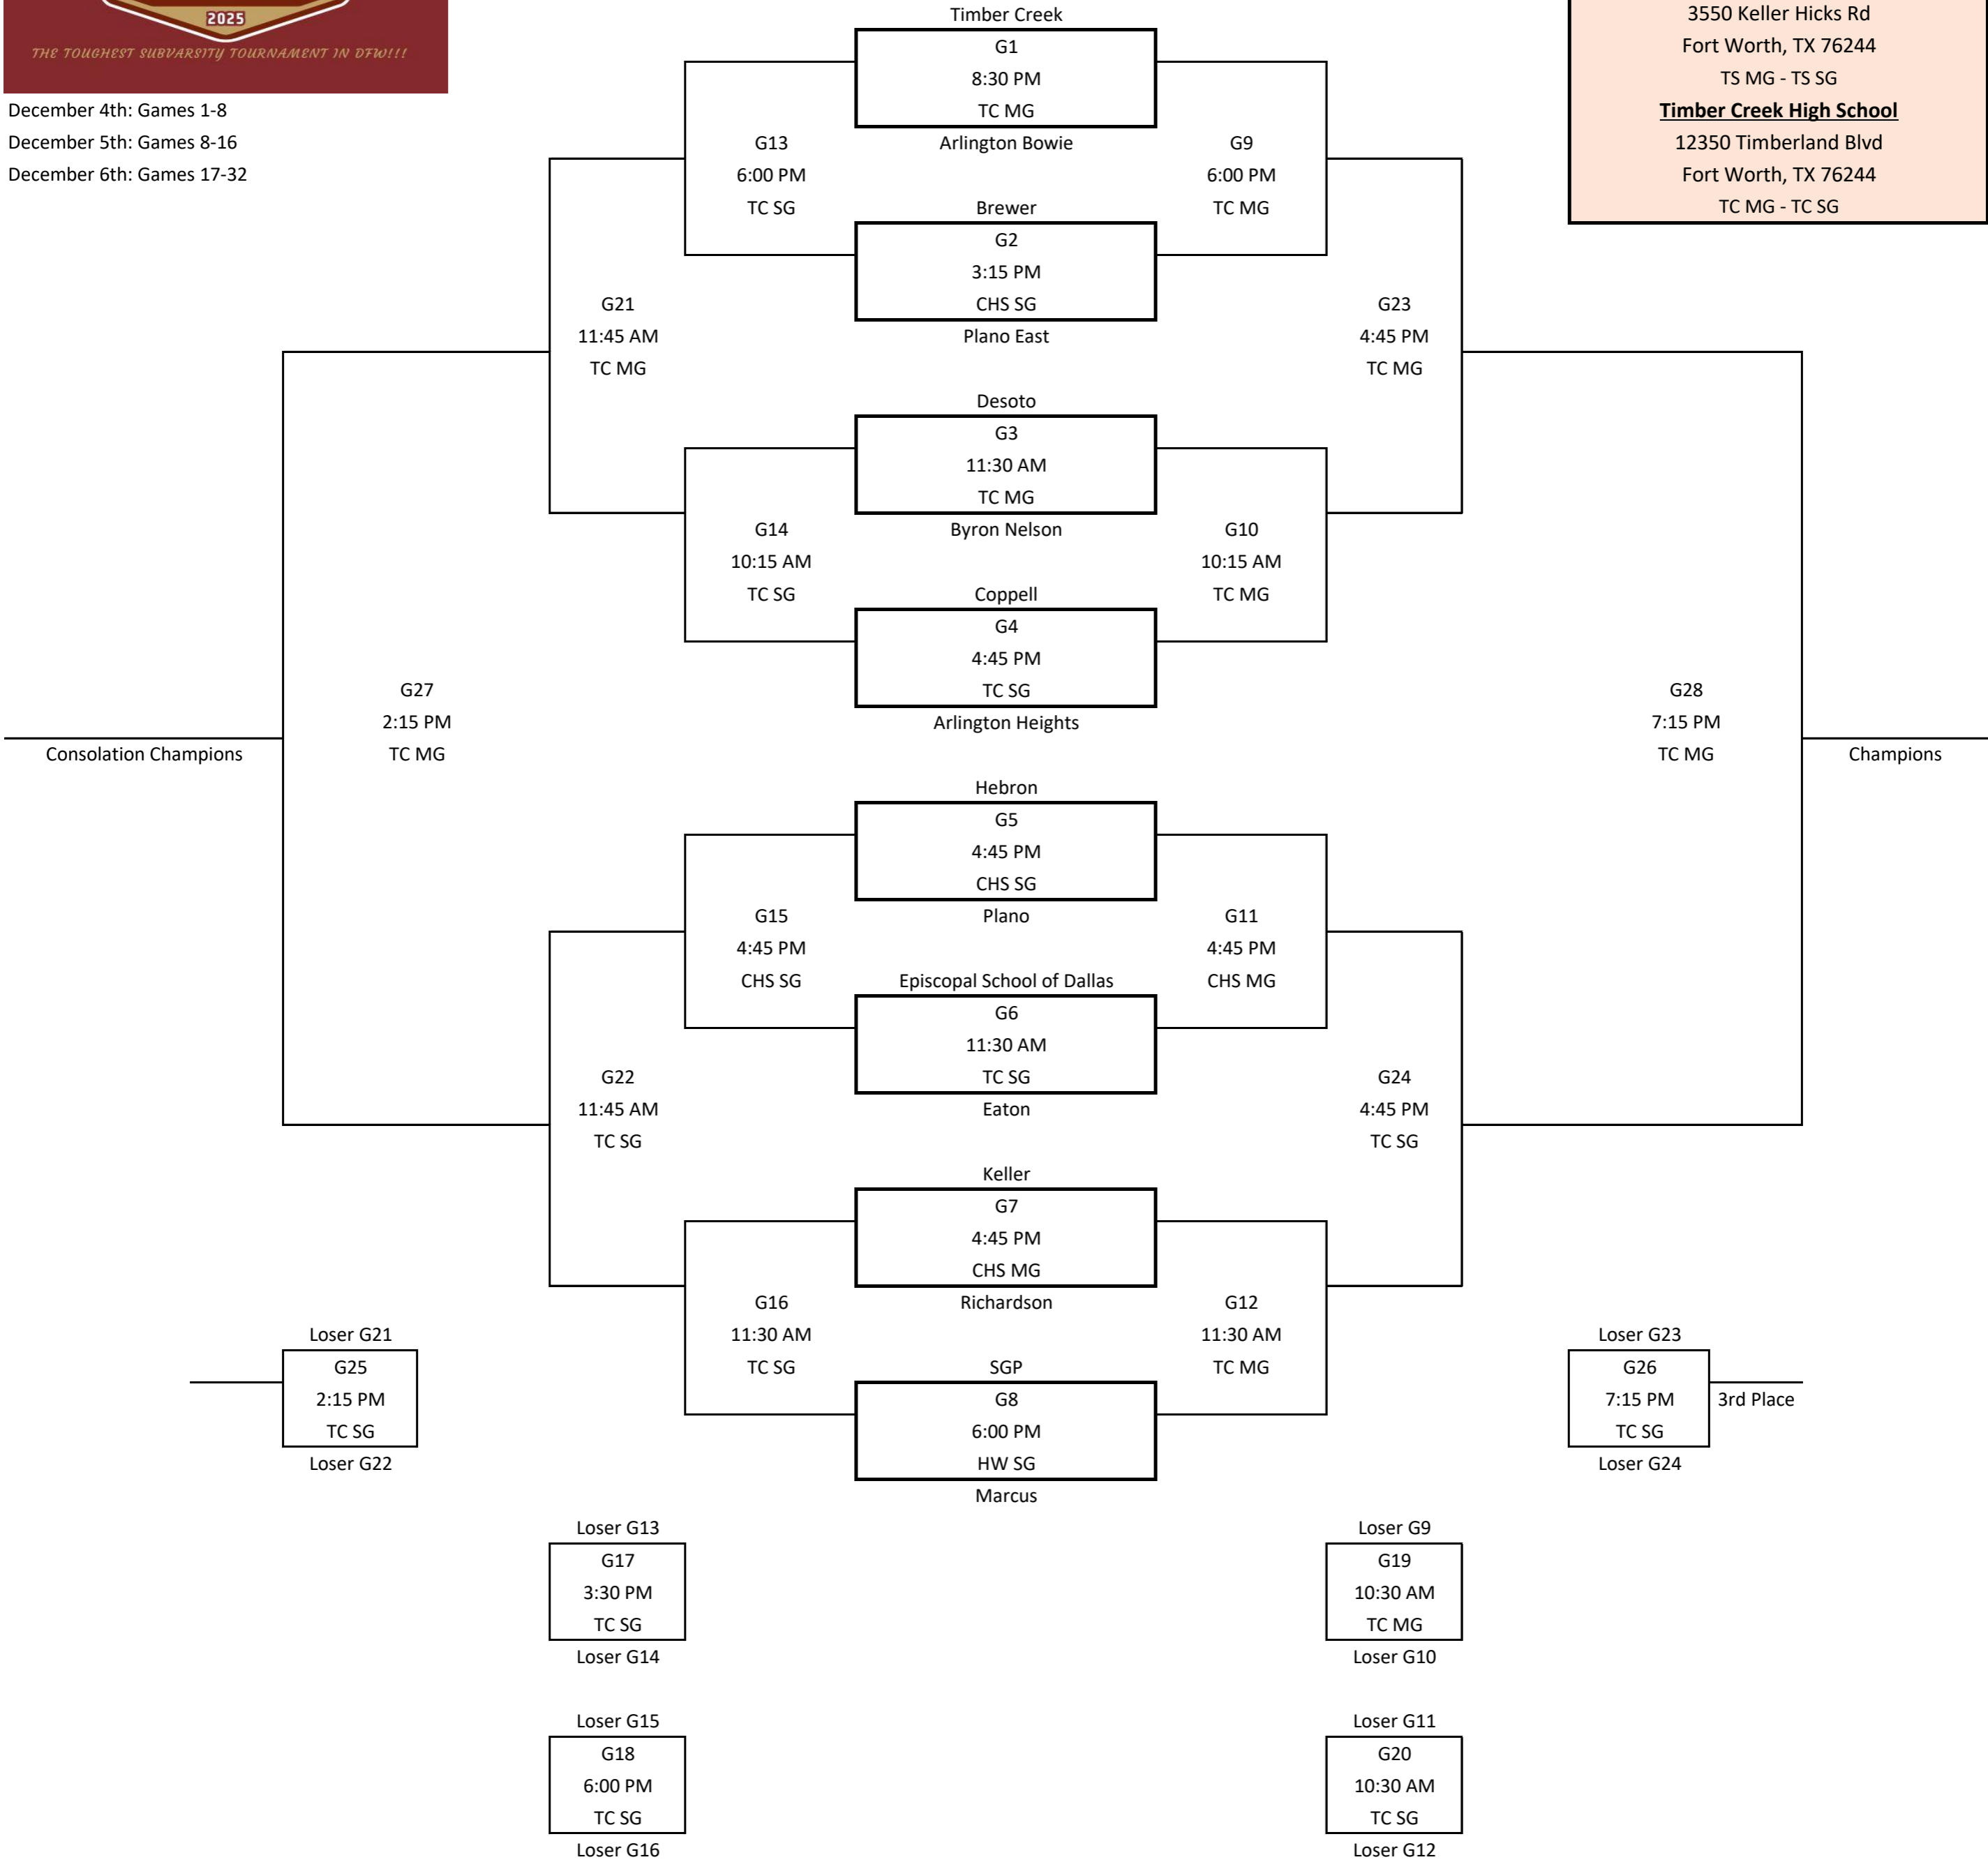 2025
THE TOUGHEST SUBVARSITY TOURNAMENT IN DFW!!!
December 4th: Games 1-8
December 5th: Games 8-16
December 6th: Games 17-32
3550 Keller Hicks Rd
Fort Worth, TX 76244
TS MG - TS SG
Timber Creek High School
12350 Timberland Blvd
Fort Worth, TX 76244
TC MG - TC SG
Timber Creek
G1
8:30 PM
TC MG
Arlington Bowie
G13
6:00 PM
TC SG
G9
6:00 PM
TC MG
Brewer
G2
3:15 PM
CHS SG
Plano East
G21
11:45 AM
TC MG
G23
4:45 PM
TC MG
Desoto
G3
11:30 AM
TC MG
Byron Nelson
G14
10:15 AM
TC SG
G10
10:15 AM
TC MG
Coppell
G4
4:45 PM
TC SG
Arlington Heights
G27
2:15 PM
TC MG
Consolation Champions
G28
7:15 PM
TC MG
Champions
Hebron
G5
4:45 PM
CHS SG
Plano
G15
4:45 PM
CHS SG
G11
4:45 PM
CHS MG
Episcopal School of Dallas
G6
11:30 AM
TC SG
Eaton
G22
11:45 AM
TC SG
G24
4:45 PM
TC SG
Keller
G7
4:45 PM
CHS MG
Richardson
G16
11:30 AM
TC SG
G12
11:30 AM
TC MG
SGP
G8
6:00 PM
HW SG
Marcus
Loser G21
G25
2:15 PM
TC SG
Loser G22
Loser G23
G26
7:15 PM
TC SG
3rd Place
Loser G24
Loser G13
G17
3:30 PM
TC SG
Loser G14
Loser G9
G19
10:30 AM
TC MG
Loser G10
Loser G15
G18
6:00 PM
TC SG
Loser G16
Loser G11
G20
10:30 AM
TC SG
Loser G12